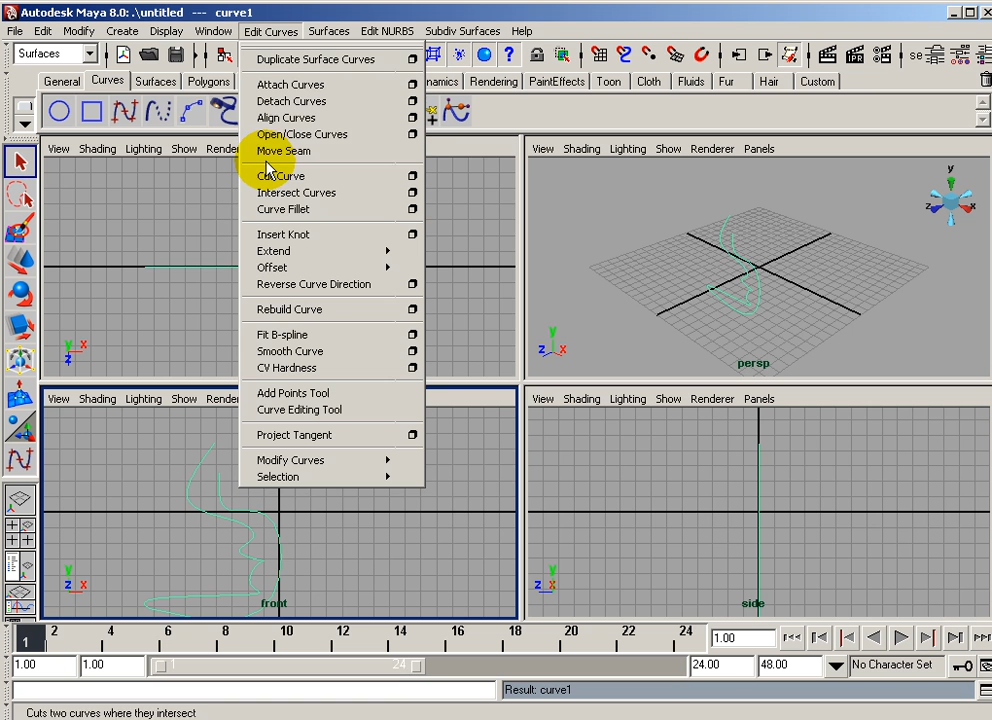 Autodesk Maya 8.0: .\untitled --- curve1
File Edit Modify Create Display Window Edit Curves Surfaces Edit NURBS Subdiv Surfaces Help
Surfaces
General Curves Surfaces Polygons Rendering PaintEffects Toon Cloth Fluids Fur Hair Custom
Duplicate Surface Curves
Attach Curves
Detach Curves
Align Curves
Open/Close Curves
Move Seam
Cut Curve
Intersect Curves
Curve Fillet
Insert Knot
Extend
Offset
Reverse Curve Direction
Rebuild Curve
Fit B-spline
Smooth Curve
CV Hardness
Add Points Tool
Curve Editing Tool
Project Tangent
Modify Curves
Selection
View Shading Lighting Show
View Shading Lighting Show Renderer Panels
y
z x
y
x
z
y
z x
persp
View Shading Lighting Show
View Shading Lighting Show Renderer Panels
y
z x
front
y
z x
side
1 2 4 6 8 10 12 14 16 18 20 22 24
1.00
1.00 1.00 1 24 24.00 48.00 No Character Set
Result: curve1
Cuts two curves where they intersect